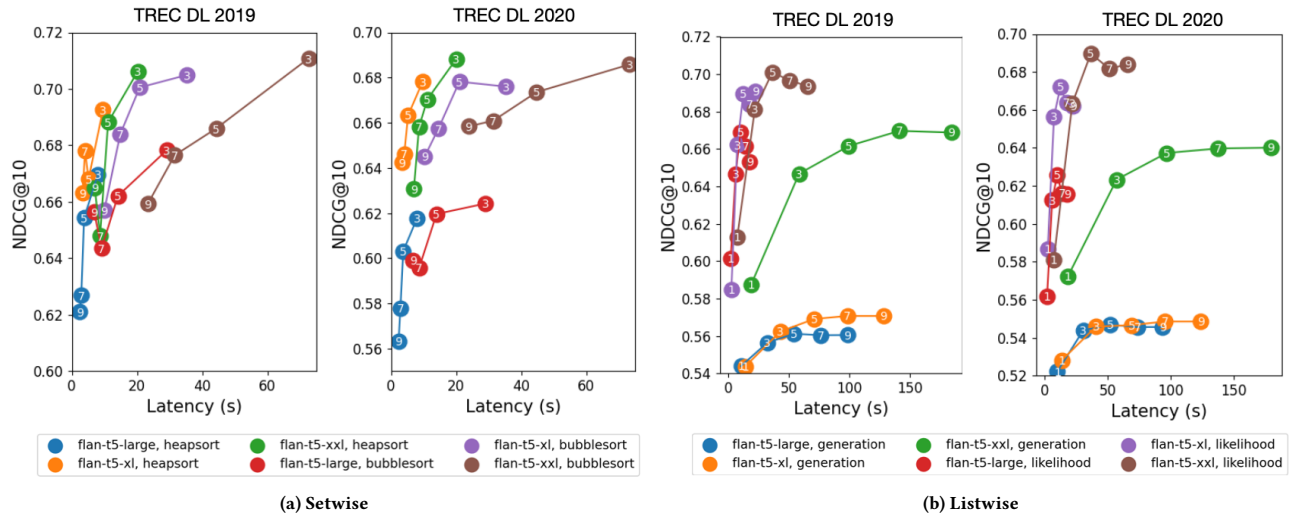 TREC DL 2019
TREC DL 2020
NDCG@10
0.72
0.70
0.68
0.66
0.64
0.62
0.60
0 20 40 60
Latency (s)
NDCG@10
0.70
0.68
0.66
0.64
0.62
0.60
0.58
0.56
0 20 40 60
Latency (s)
flan-t5-large, heapsort
flan-t5-xxl, heapsort
flan-t5-xl, bubblesort
flan-t5-xl, heapsort
flan-t5-large, bubblesort
flan-t5-xxl, bubblesort
(a) Setwise
TREC DL 2019
TREC DL 2020
NDCG@10
0.72
0.70
0.68
0.66
0.64
0.62
0.60
0.58
0.56
0.54
0 50 100 150
Latency (s)
NDCG@10
0.70
0.68
0.66
0.64
0.62
0.60
0.58
0.56
0.54
0.52
0 50 100 150
Latency (s)
flan-t5-large, generation
flan-t5-xxl, generation
flan-t5-xl, likelihood
flan-t5-xl, generation
flan-t5-large, likelihood
flan-t5-xxl, likelihood
(b) Listwise